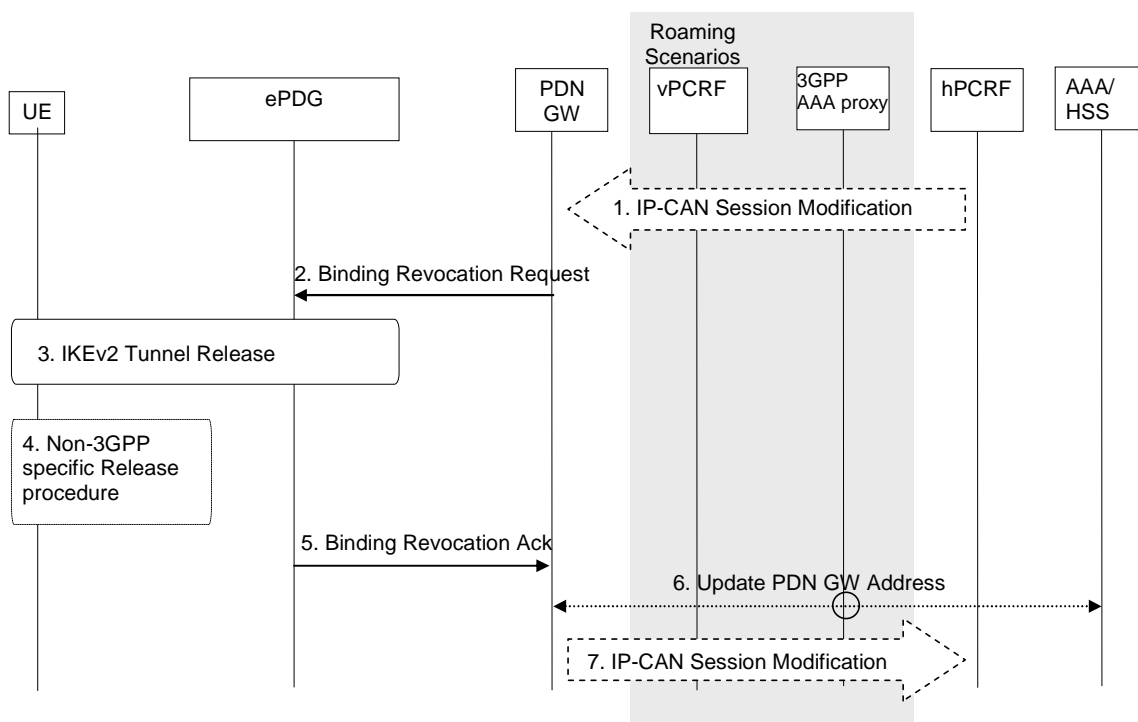 Roaming
Scenarios
UE
ePDG
PDN
GW
vPCRF
3GPP
AAA proxy
hPCRF
AAA/
HSS
1. IP-CAN Session Modification
2. Binding Revocation Request
3. IKEv2 Tunnel Release
4. Non-3GPP
specific Release
procedure
5. Binding Revocation Ack
6. Update PDN GW Address
7. IP-CAN Session Modification